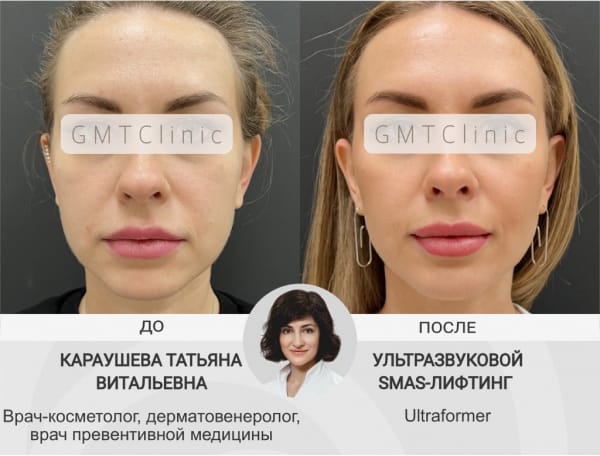 GMTClinic
GMTClinic
ДО
ПОСЛЕ
КАРАУШЕВА ТАТЬЯНА
ВИТАЛЬЕВНА
Врач-косметолог, дерматовенеролог,
врач превентивной медицины
УЛЬТРАЗВУКОВОЙ
SMAS-ЛИФТИНГ
Ultraformer